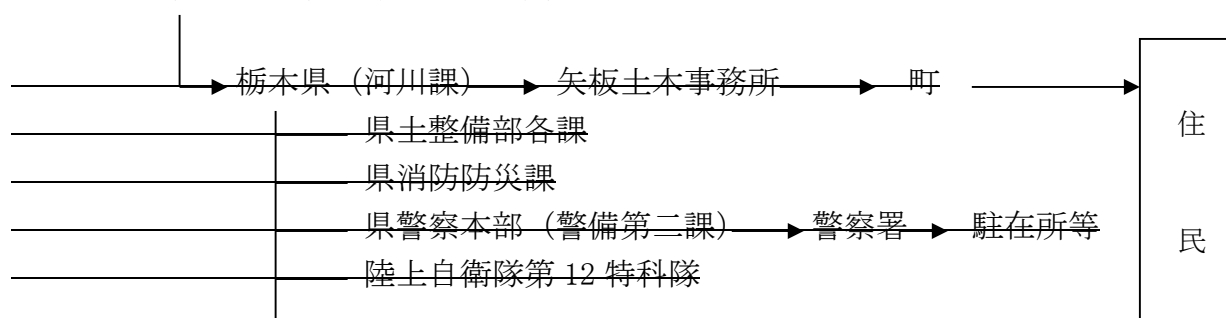 栃木県（河川課） 矢板土木事務所 町
県土整備部各課
県消防防災課
県警察本部（警備第二課） 警察署 駐在所等
陸上自衛隊第12特科隊
住民